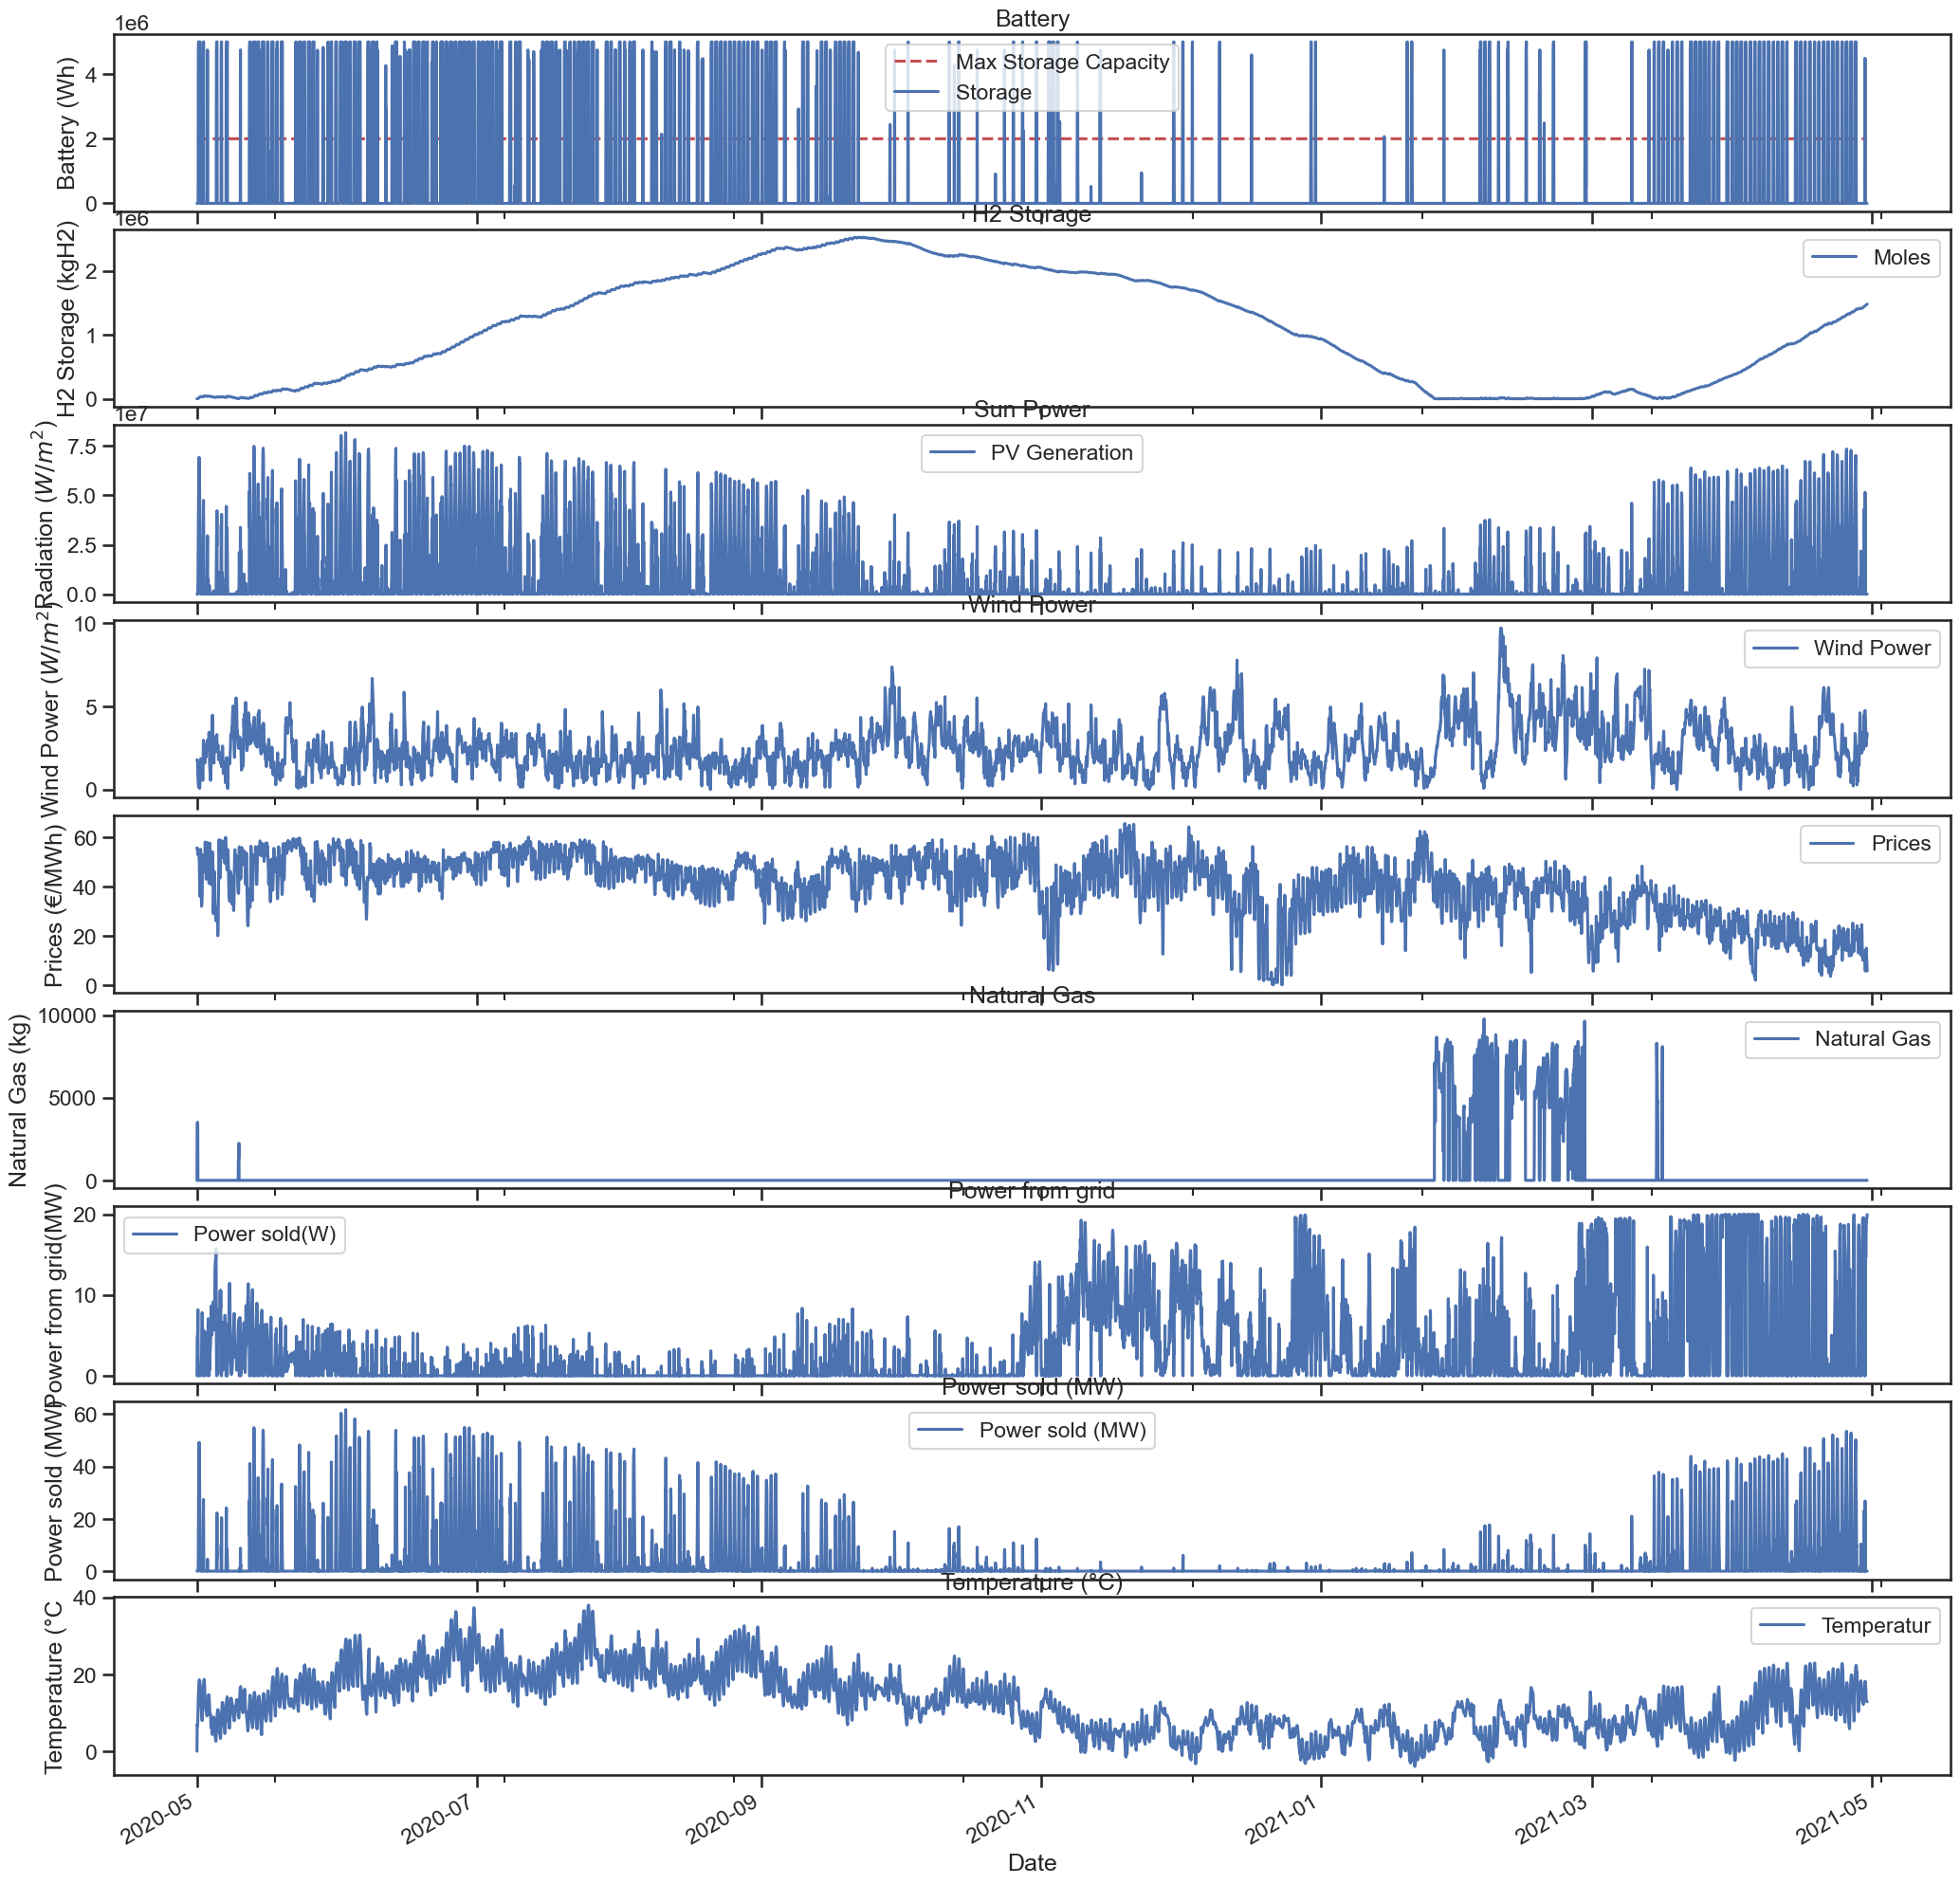 Battery
1e6
Battery (Wh)
4
2
0
Max Storage Capacity
Storage
H2 Storage
1e6
H2 Storage (kgH2)
2
1
0
Moles
Sun Power
1e7
Radiation (W/m²)
7.5
5.0
2.5
0.0
PV Generation
Wind Power
Wind Power (W/m²)
10
5
0
Wind Power
Prices (€/MWh)
60
40
20
0
Prices
Natural Gas
Natural Gas (kg)
10000
5000
0
Natural Gas
Power from grid
Power from grid(MW)
20
10
0
Power sold(W)
Power sold (MW)
Power sold (MW)
60
40
20
0
Power sold (MW)
Temperature (°C)
Temperature (°C
40
20
0
Temperatur
2020-05
2020-07
2020-09
2020-11
2021-01
2021-03
2021-05
Date